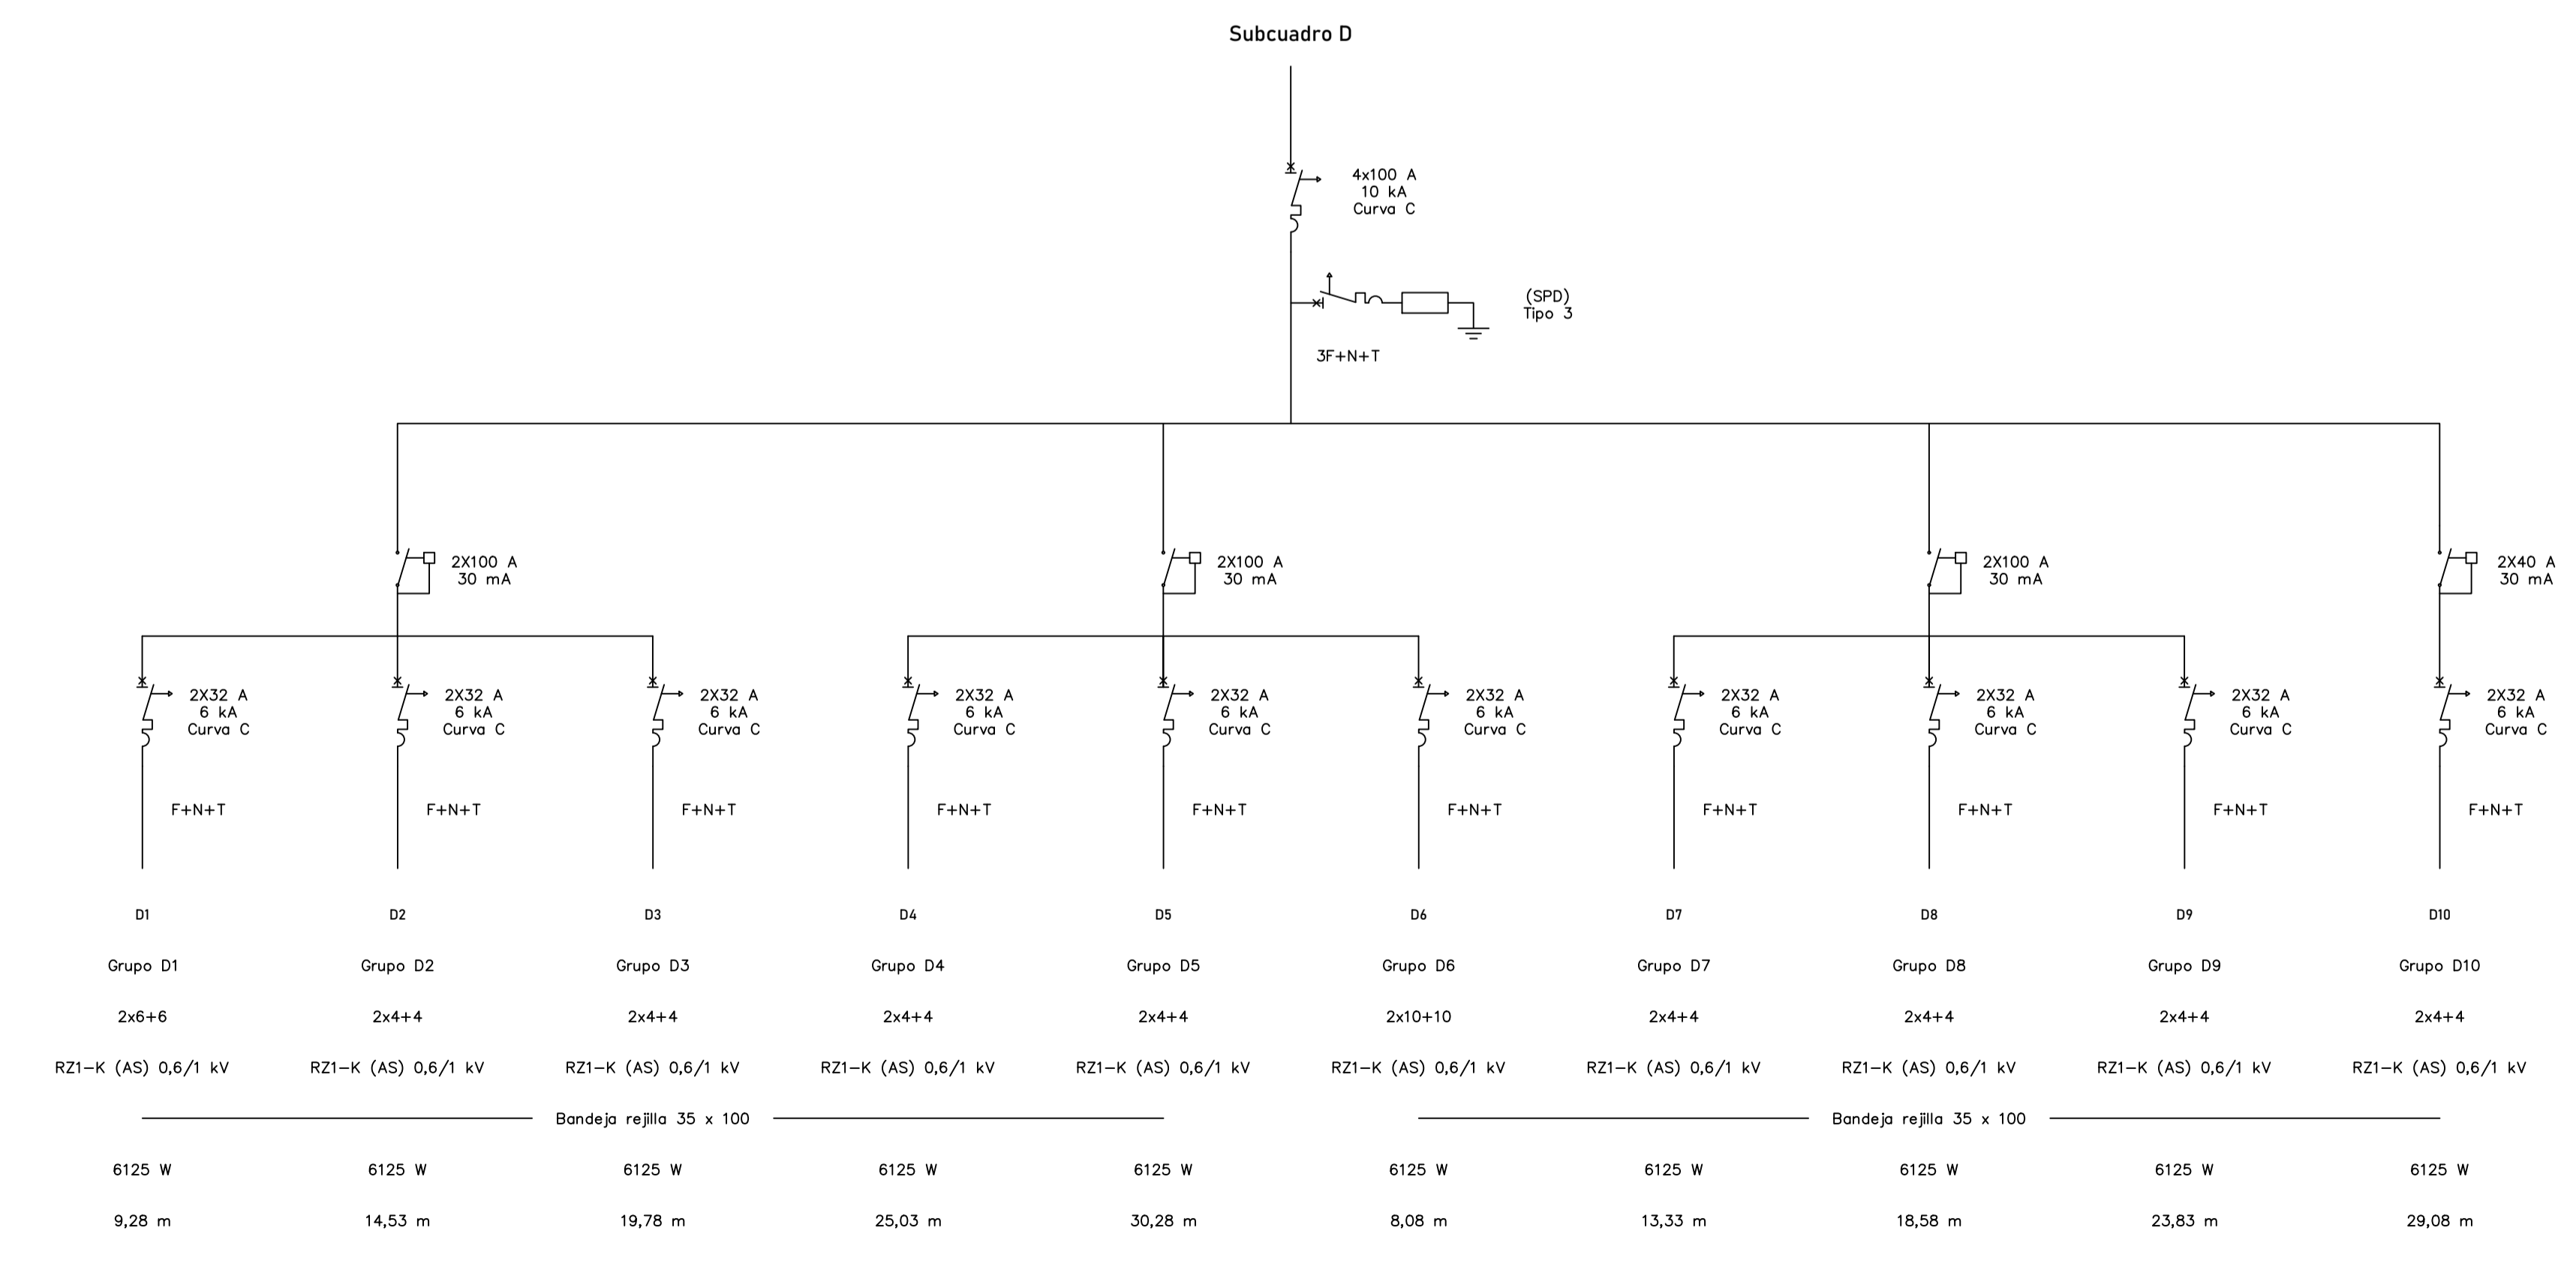 Subcuadro D
4x100 A
10 kA
Curva C
(SPD)
Tipo 3
3F+N+T
2X100 A
30 mA
2X100 A
30 mA
2X100 A
30 mA
2X40 A
30 mA
2X32 A
6 kA
Curva C
2X32 A
6 kA
Curva C
2X32 A
6 kA
Curva C
2X32 A
6 kA
Curva C
2X32 A
6 kA
Curva C
2X32 A
6 kA
Curva C
2X32 A
6 kA
Curva C
2X32 A
6 kA
Curva C
2X32 A
6 kA
Curva C
2X32 A
6 kA
Curva C
F+N+T F+N+T F+N+T F+N+T F+N+T F+N+T F+N+T F+N+T F+N+T F+N+T
D1 D2 D3 D4 D5 D6 D7 D8 D9 D10
Grupo D1 Grupo D2 Grupo D3 Grupo D4 Grupo D5 Grupo D6 Grupo D7 Grupo D8 Grupo D9 Grupo D10
2x6+6 2x4+4 2x4+4 2x4+4 2x4+4 2x10+10 2x4+4 2x4+4 2x4+4 2x4+4
RZ1-K (AS) 0,6/1 kV RZ1-K (AS) 0,6/1 kV RZ1-K (AS) 0,6/1 kV RZ1-K (AS) 0,6/1 kV RZ1-K (AS) 0,6/1 kV RZ1-K (AS) 0,6/1 kV RZ1-K (AS) 0,6/1 kV RZ1-K (AS) 0,6/1 kV RZ1-K (AS) 0,6/1 kV RZ1-K (AS) 0,6/1 kV
Bandeja rejilla 35 x 100 Bandeja rejilla 35 x 100
6125 W 6125 W 6125 W 6125 W 6125 W 6125 W 6125 W 6125 W 6125 W 6125 W
9,28 m 14,53 m 19,78 m 25,03 m 30,28 m 8,08 m 13,33 m 18,58 m 23,83 m 29,08 m